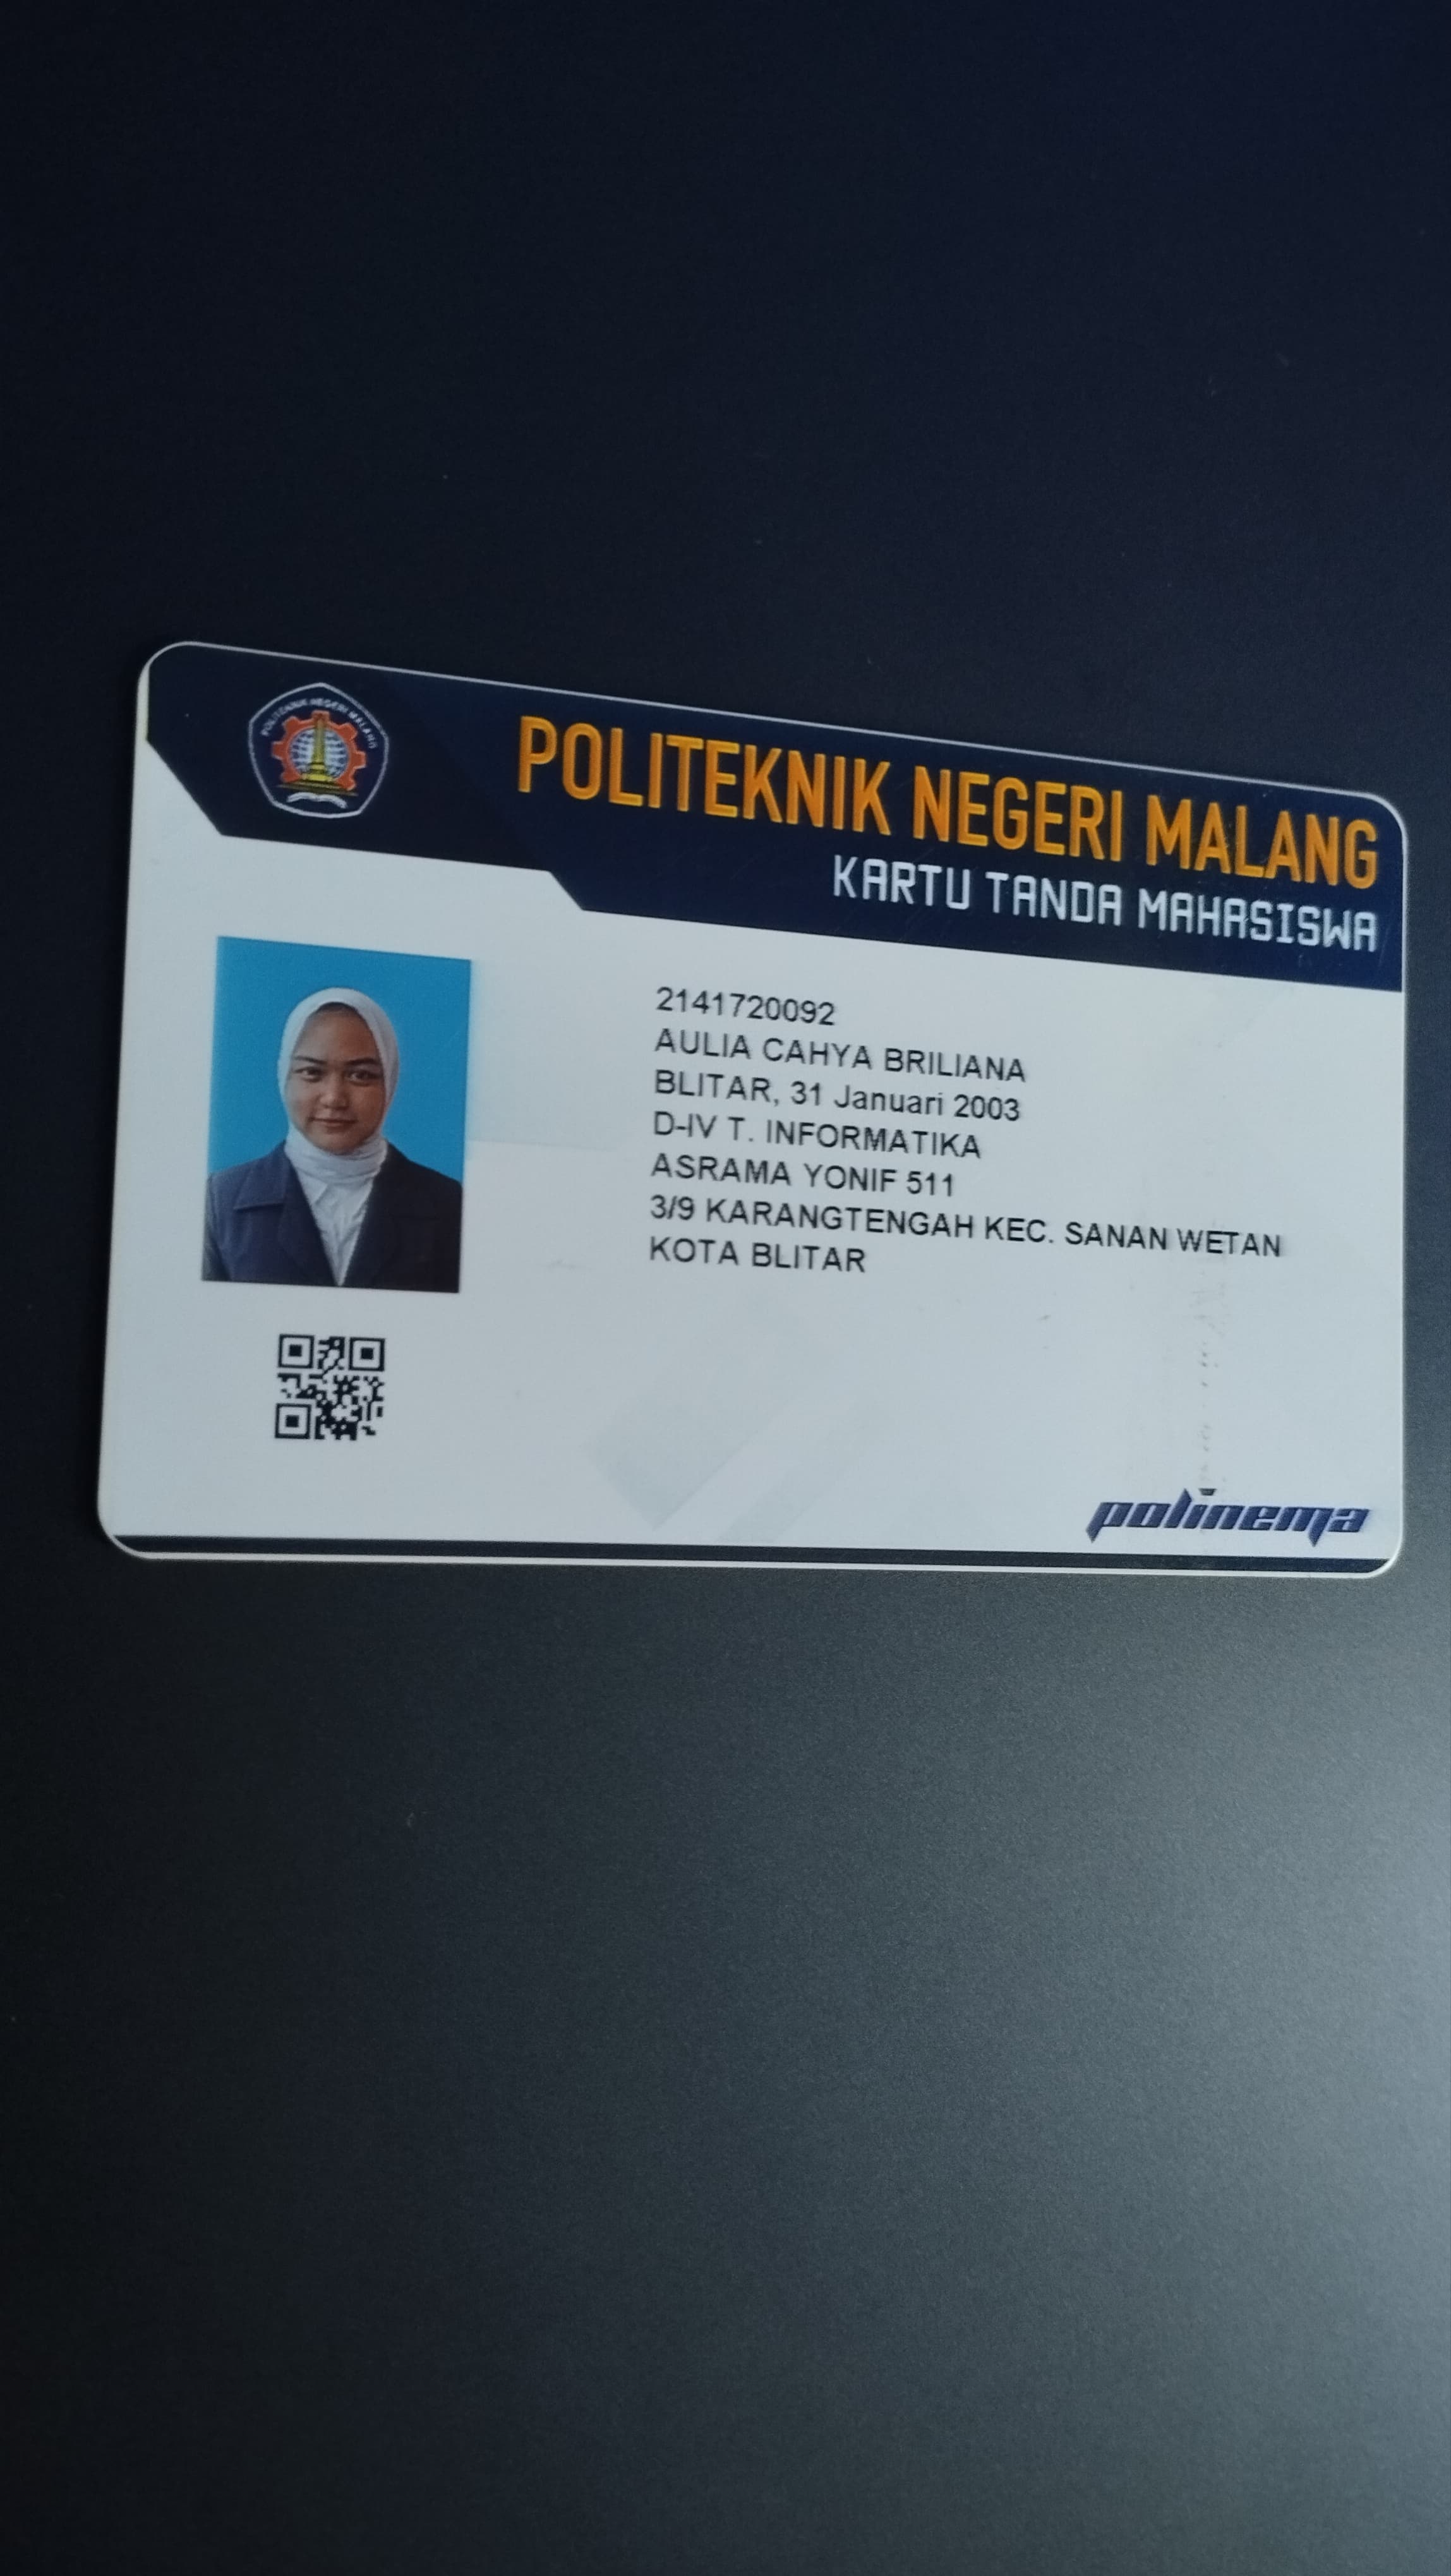 POLITEKNIK NEGERI MALANG
POLITEKNIK NEGERI MALANG
KARTU TANDA MAHASISWA
2141720092
AULIA CAHYA BRILIANA
BLITAR, 31 Januari 2003
D-IV T. INFORMATIKA
ASRAMA YONIF 511
3/9 KARANGTENGAH KEC. SANAN WETAN
KOTA BLITAR
polinema